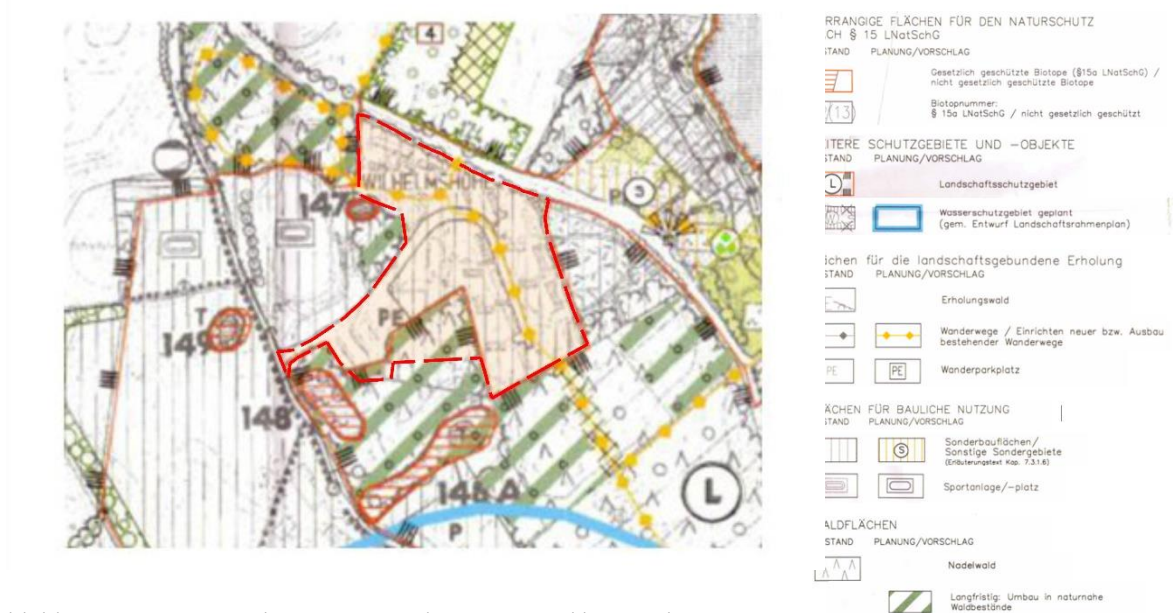 4
WILHELMSHÖHE
147
P
3
T
PE
149
148
T
148 A
L
P
RRANGIGE FLÄCHEN FÜR DEN NATURSCHUTZ
CH § 15 LNatSchG
STAND PLANUNG/VORSCHLAG
Gesetzlich geschützte Biotope (§15a LNatSchG) /
nicht gesetzlich geschützte Biotope
(13)
Biotopnummer:
§ 15a LNatSchG / nicht gesetzlich geschützt
ITERE SCHUTZGEBIETE UND -OBJEKTE
STAND PLANUNG/VORSCHLAG
L
Landschaftsschutzgebiet
Wasserschutzgebiet geplant
(gem. Entwurf Landschaftsrahmenplan)
ächen für die landschaftsgebundene Erholung
STAND PLANUNG/VORSCHLAG
Erholungswald
Wanderwege / Einrichten neuer bzw. Ausbau
bestehender Wanderwege
PE PE Wanderparkplatz
ÄCHEN FÜR BAULICHE NUTZUNG
STAND PLANUNG/VORSCHLAG
S
Sonderbauflächen/
Sonstige Sondergebiete
(Erläuterungstext Kap. 7.3.1.6)
Sportanlage/-platz
ALDFLÄCHEN
STAND PLANUNG/VORSCHLAG
Nadelwald
Langfristig: Umbau in naturnahe
Waldbestände